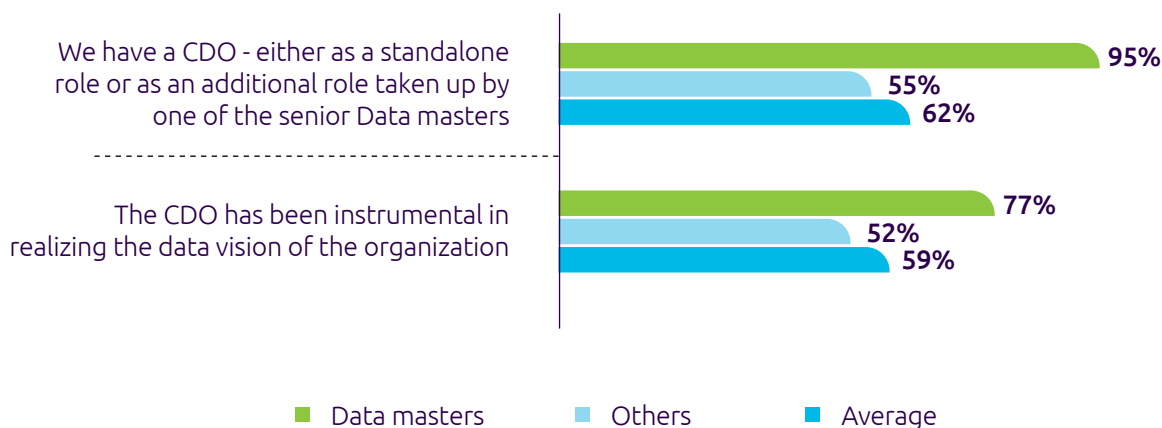 We have a CDO - either as a standalone
role or as an additional role taken up by
one of the senior Data masters
95%
55%
62%
The CDO has been instrumental in
realizing the data vision of the organization
77%
52%
59%
Data masters
Others
Average